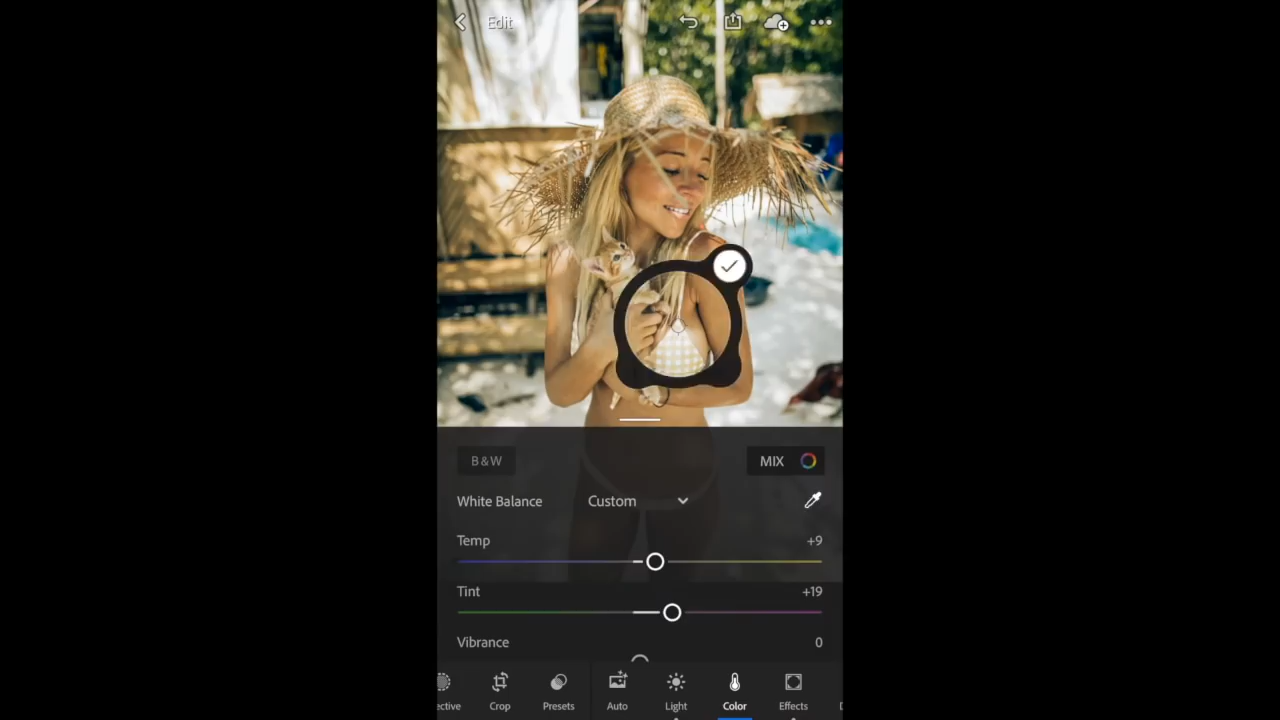 Edit
B & W
MIX
White Balance Custom
Temp +9
Tint +19
Vibrance 0
ective Crop Presets Auto Light Color Effects